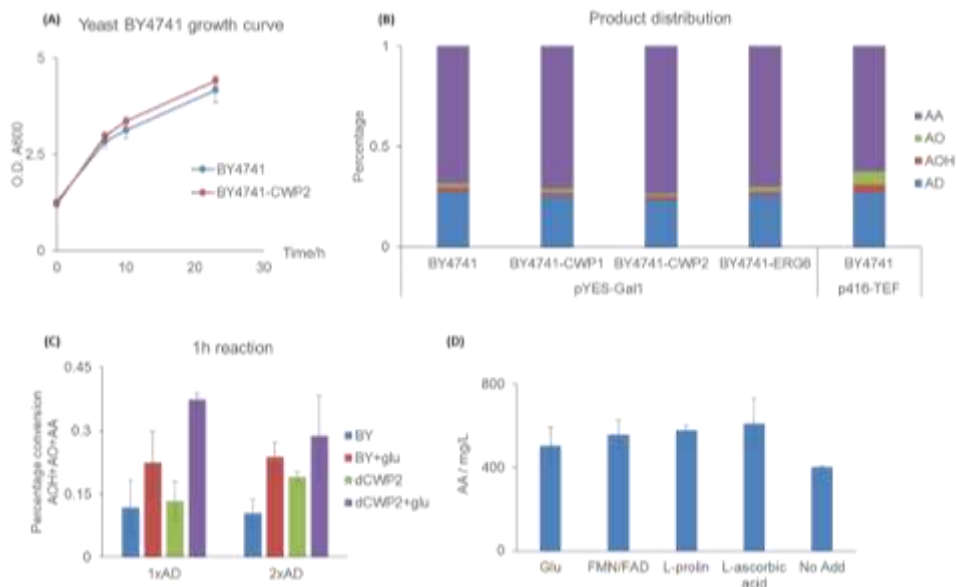 (A)
Yeast BY4741 growth curve
5
2.5
0
O.D. A600
BY4741
BY4741-CWP2
0 10 20 30
Time/h
(B)
Product distribution
1
0.5
0
Percentage
AA
AO
AOH
AD
BY4741 BY4741-CWP1 BY4741-CWP2 BY4741-ERG6 BY4741
pYES-Gal1 p416-TEF
(C)
1h reaction
0.45
0.3
0.15
0
Percentage conversion
AOH+AO+AA
BY
BY+glu
dCWP2
dCWP2+glu
1xAD 2xAD
(D)
800
400
0
AA / mg/L
Glu FMN/FAD L-prolin L-ascorbic No Add
acid